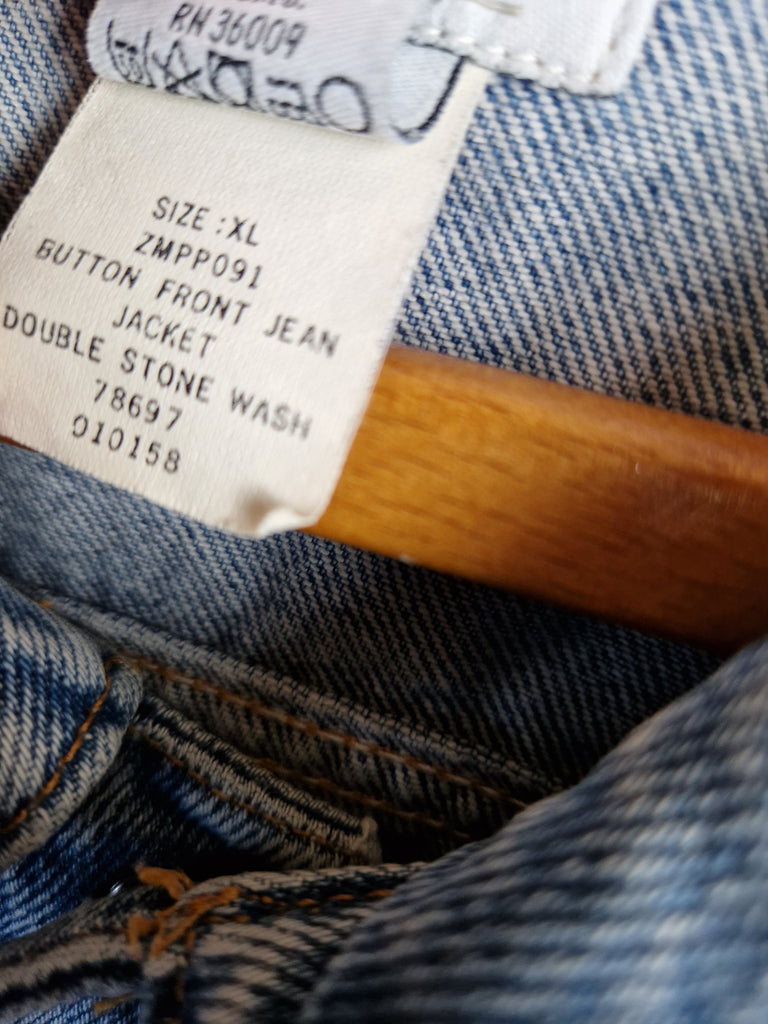 RN 36009
SIZE :XL
ZMPP091
BUTTON FRONT JEAN
JACKET
DOUBLE STONE WASH
78697
010158